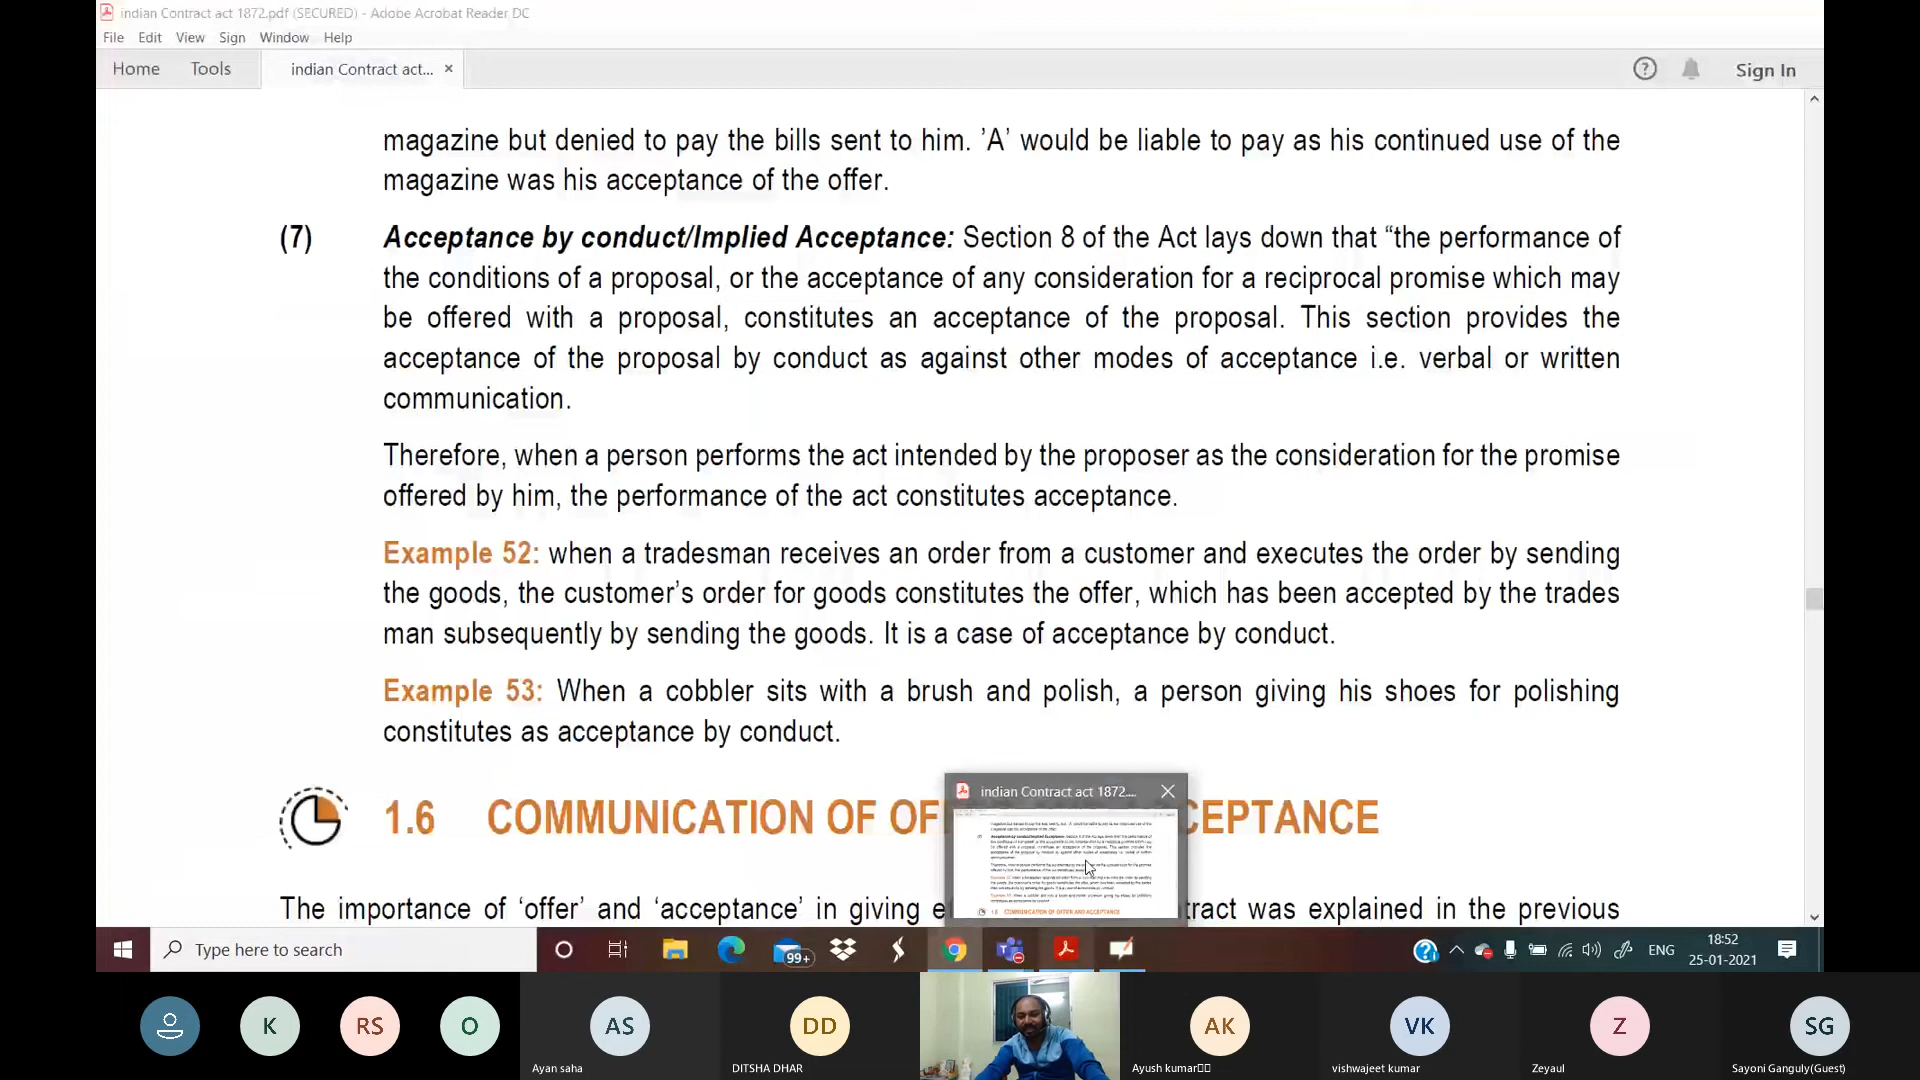 indian Contract act 1872.pdf (SECURED) - Adobe Acrobat Reader DC
File Edit View Sign Window Help
Home Tools indian Contract act... × Sign In
magazine but denied to pay the bills sent to him. ’A’ would be liable to pay as his continued use of the
magazine was his acceptance of the offer.
(7) Acceptance by conduct/Implied Acceptance: Section 8 of the Act lays down that “the performance of
the conditions of a proposal, or the acceptance of any consideration for a reciprocal promise which may
be offered with a proposal, constitutes an acceptance of the proposal. This section provides the
acceptance of the proposal by conduct as against other modes of acceptance i.e. verbal or written
communication.
Therefore, when a person performs the act intended by the proposer as the consideration for the promise
offered by him, the performance of the act constitutes acceptance.
Example 52: when a tradesman receives an order from a customer and executes the order by sending
the goods, the customer’s order for goods constitutes the offer, which has been accepted by the trades
man subsequently by sending the goods. It is a case of acceptance by conduct.
Example 53: When a cobbler sits with a brush and polish, a person giving his shoes for polishing
constitutes as acceptance by conduct.
indian Contract act 1872....
1.6 COMMUNICATION OF OF CEPTANCE
1.6 COMMUNICATION OF OFFER AND ACCEPTANCE
The importance of ‘offer’ and ‘acceptance’ in giving ef tract was explained in the previous
Type here to search 99+ ENG 18:52
25-01-2021
K RS O AS DD AK VK Z SG
Ayan saha DITSHA DHAR Ayush kumar vishwajeet kumar Zeyaul Sayoni Ganguly(Guest)